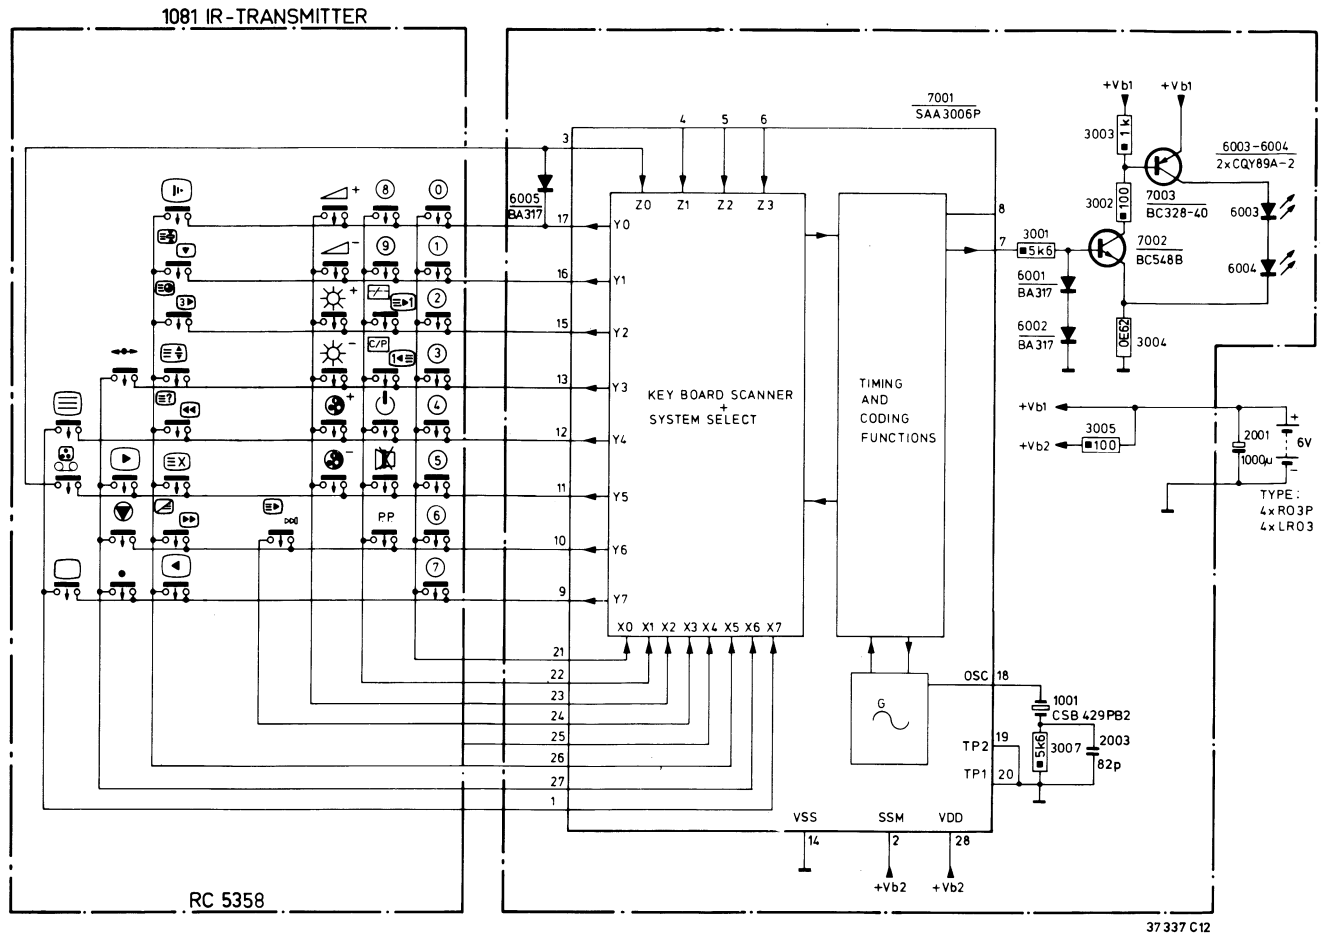 1081 IR-TRANSMITTER
7001
SAA3006P
+Vb1 +Vb1
3003 1k
6003-6004
2xCQY89A-2
3 4 5 6
6005
BA317
Z0 Z1 Z2 Z3
+ 8 0
17 Y0
8
3002 100
7003
BC328-40
6003
- 9 1
16 Y1
7
3001
5k6
7002
BC548B
6004
6001
BA317
3 + -/-- 1 2
15 Y2
6002
BA317
0E62
3004
- C/P 1 3
13 Y3
KEY BOARD SCANNER
+
SYSTEM SELECT
TIMING
AND
CODING
FUNCTIONS
? + 4
12 Y4
+Vb1
3005
+Vb2 100
2001
1000µ
+
6V
-
X - 5
11 Y5
TYPE:
4xR03P
4xLR03
P.P. 6
10 Y6
7
9 Y7
X0 X1 X2 X3 X4 X5 X6 X7
21
22
23
24
25
26
27
1
G
OSC 18
1001
CSB 429PB2
TP2 19
5k6 3007
2003
82p
TP1 20
VSS SSM VDD
14 2 28
+Vb2 +Vb2
RC 5358
37 337 C12